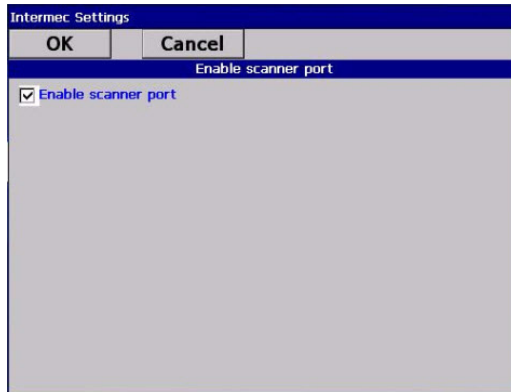 Intermec Settings
OK Cancel
Enable scanner port
Enable scanner port